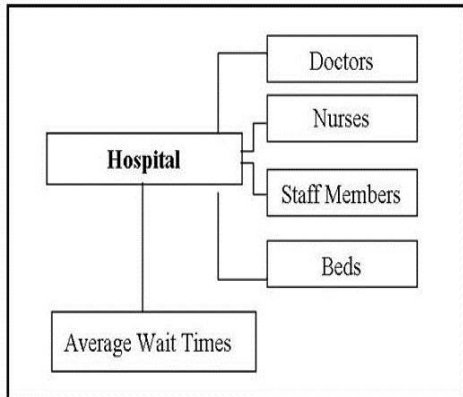 Doctors
Nurses
Hospital
Staff Members
Beds
Average Wait Times